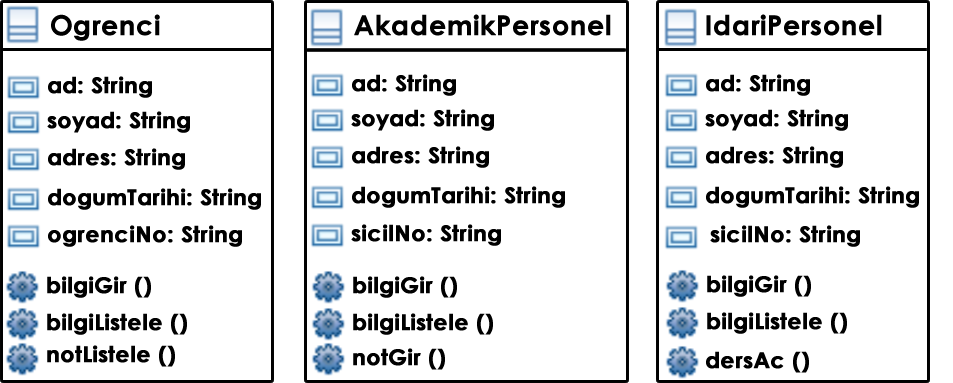 Ogrenci
ad: String
soyad: String
adres: String
dogumTarihi: String
ogrenciNo: String
bilgiGir ()
bilgiListele ()
notListele ()
AkademikPersonel
ad: String
soyad: String
adres: String
dogumTarihi: String
sicilNo: String
bilgiGir ()
bilgiListele ()
notGir ()
IdariPersonel
ad: String
soyad: String
adres: String
dogumTarihi: String
sicilNo: String
bilgiGir ()
bilgiListele ()
dersAc ()